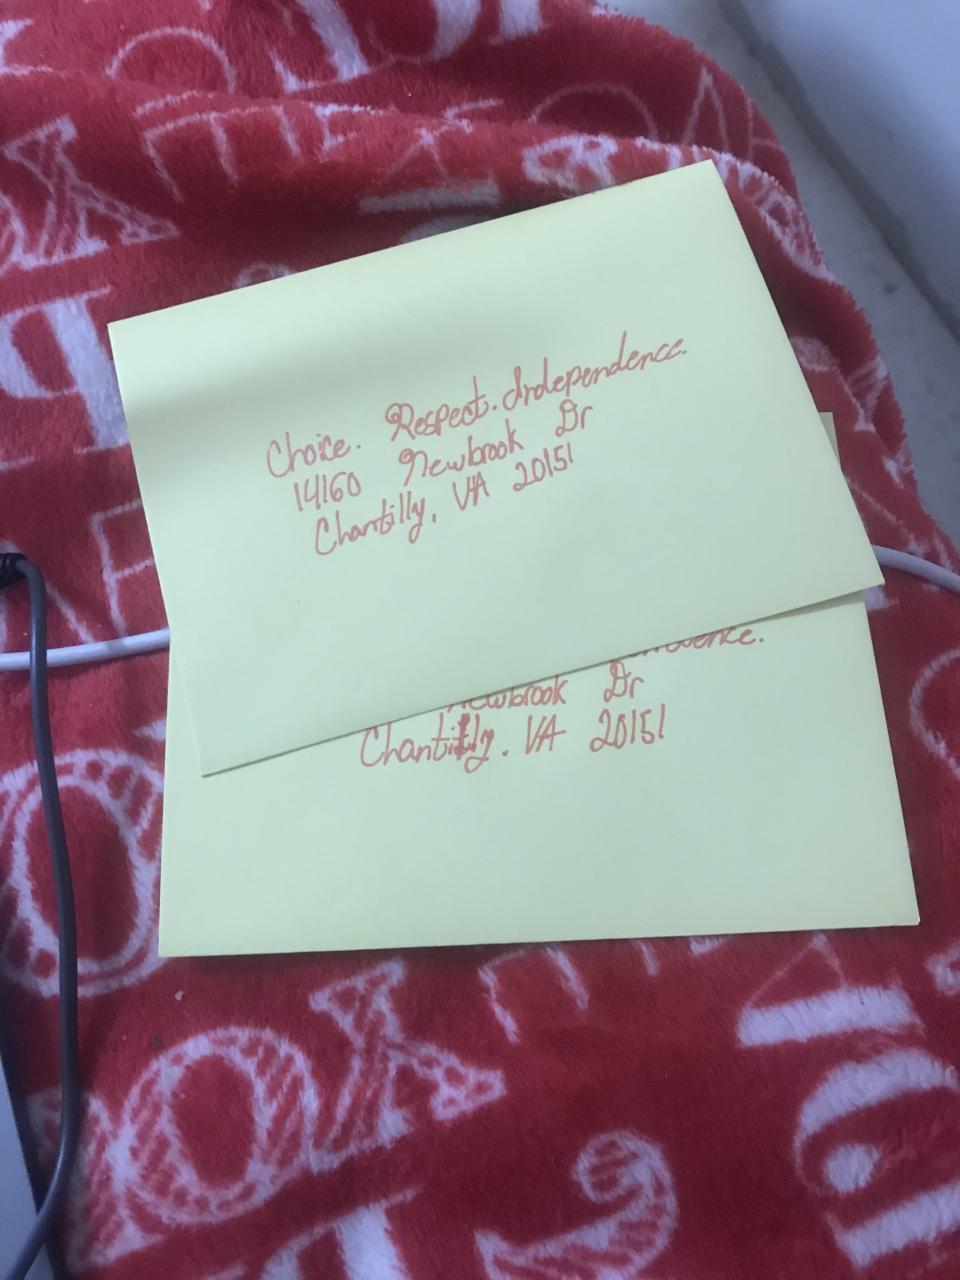 Choice. Respect. Independence.
14160 Newbrook Dr
Chantilly, VA 20151
Newbrook Dr
Chantilly. VA 20151